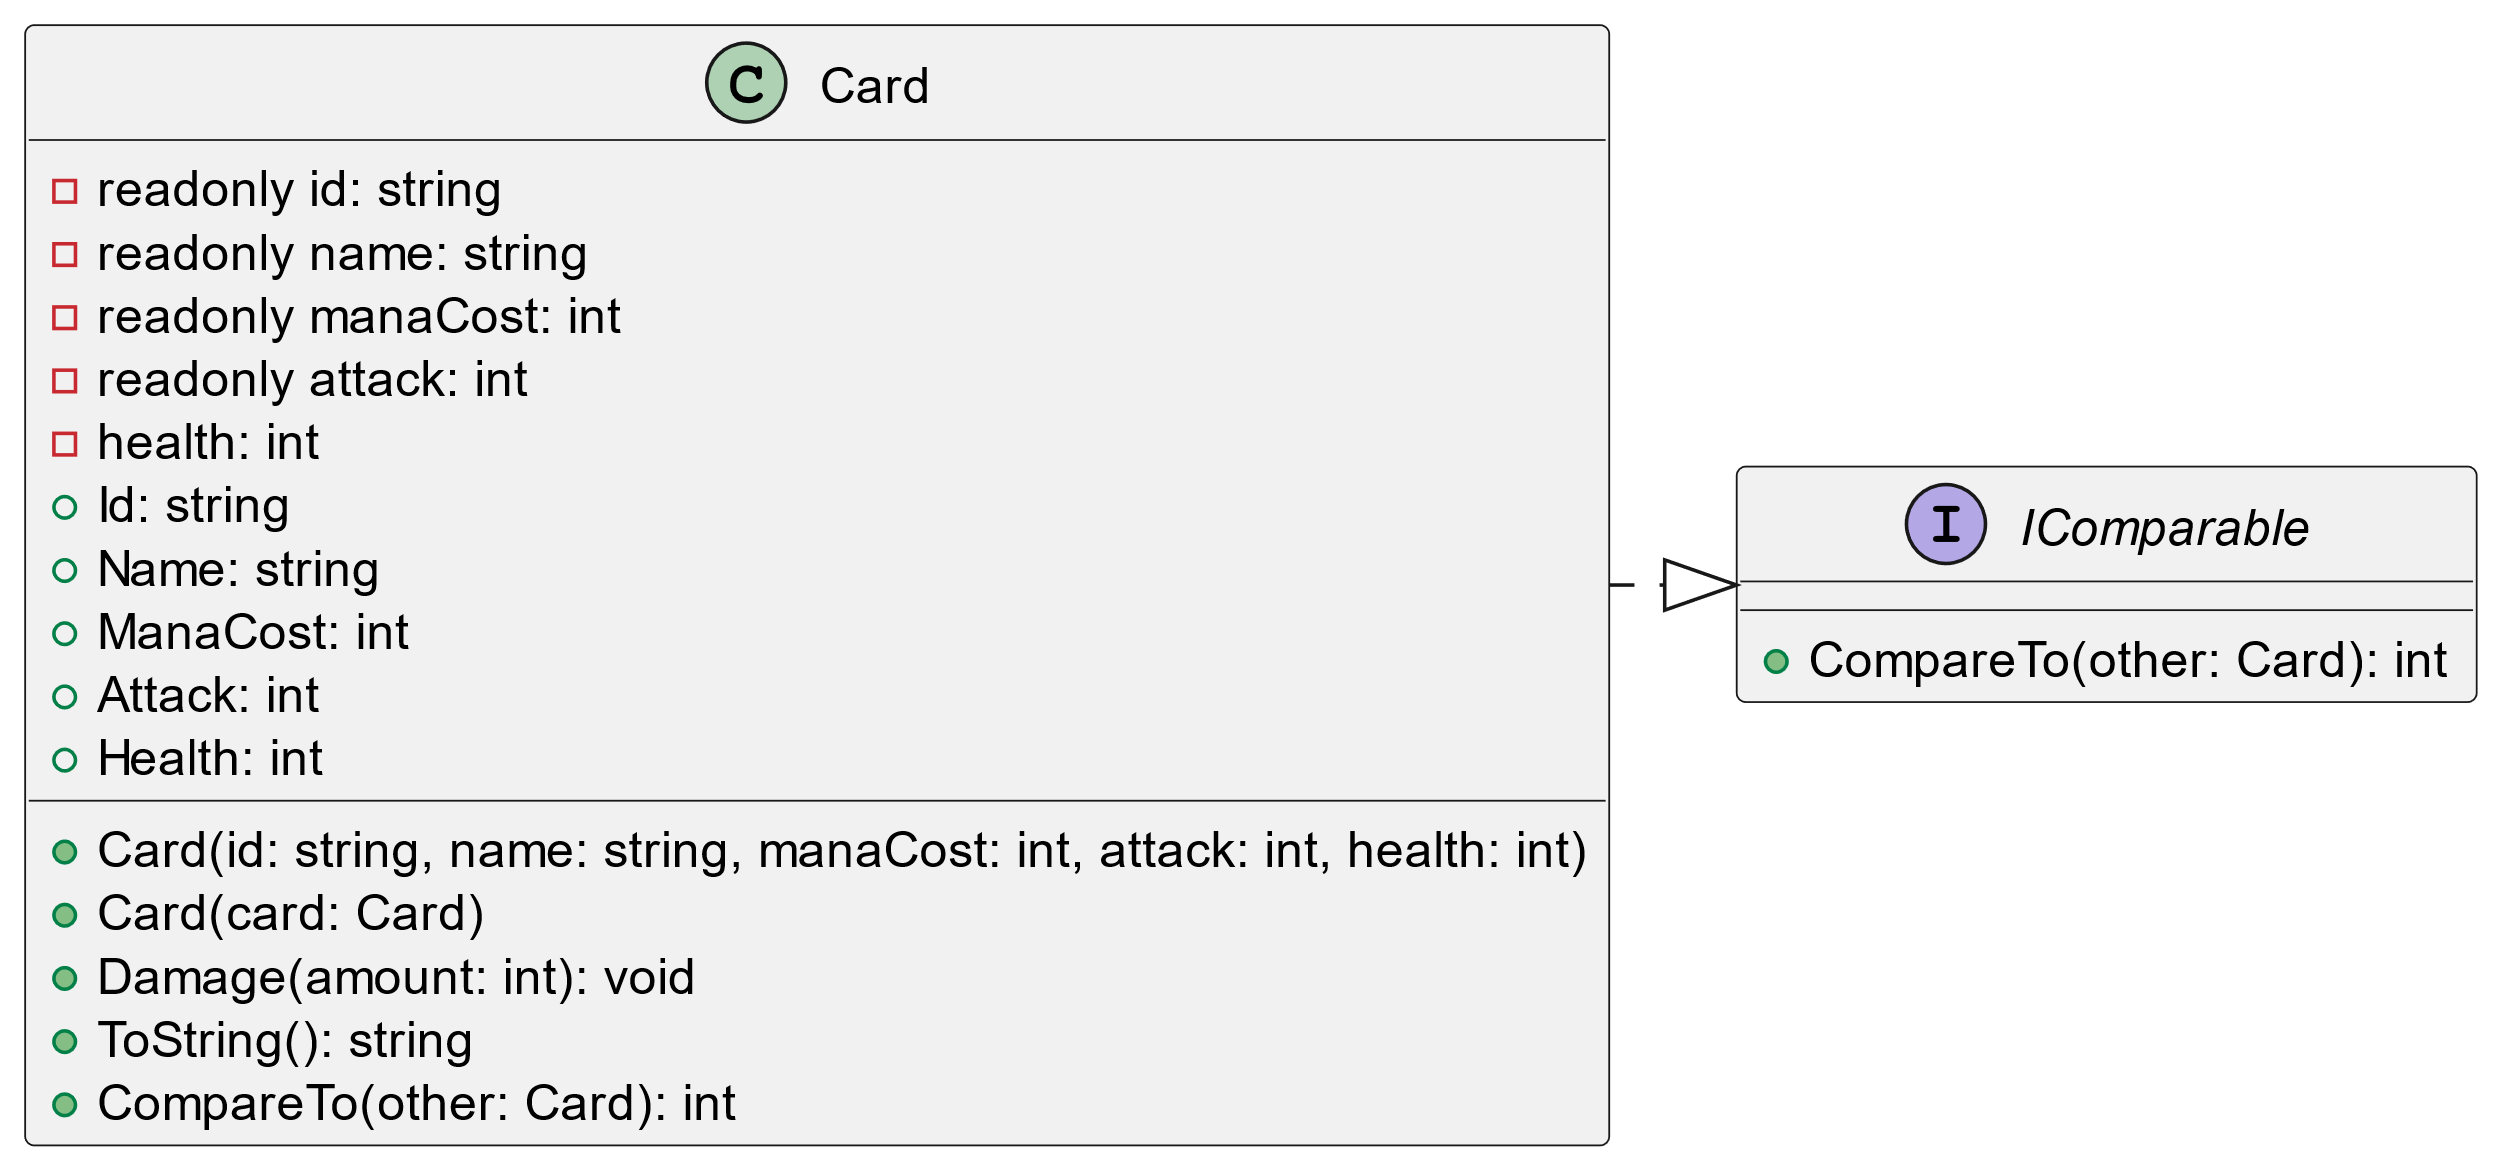 C Card
readonly id: string
readonly name: string
readonly manaCost: int
readonly attack: int
health: int
Id: string
Name: string
ManaCost: int
Attack: int
Health: int
Card(id: string, name: string, manaCost: int, attack: int, health: int)
Card(card: Card)
Damage(amount: int): void
ToString(): string
CompareTo(other: Card): int
I IComparable
CompareTo(other: Card): int